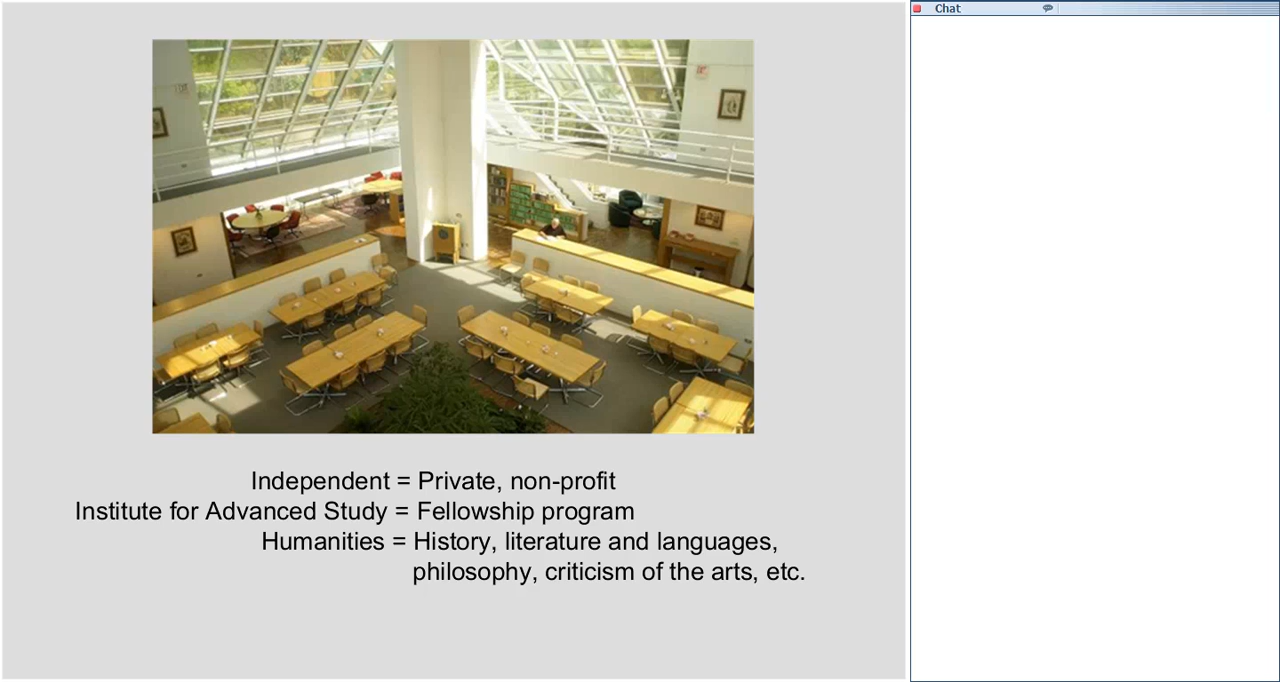 Chat
Independent = Private, non-profit
Institute for Advanced Study = Fellowship program
Humanities = History, literature and languages,
philosophy, criticism of the arts, etc.